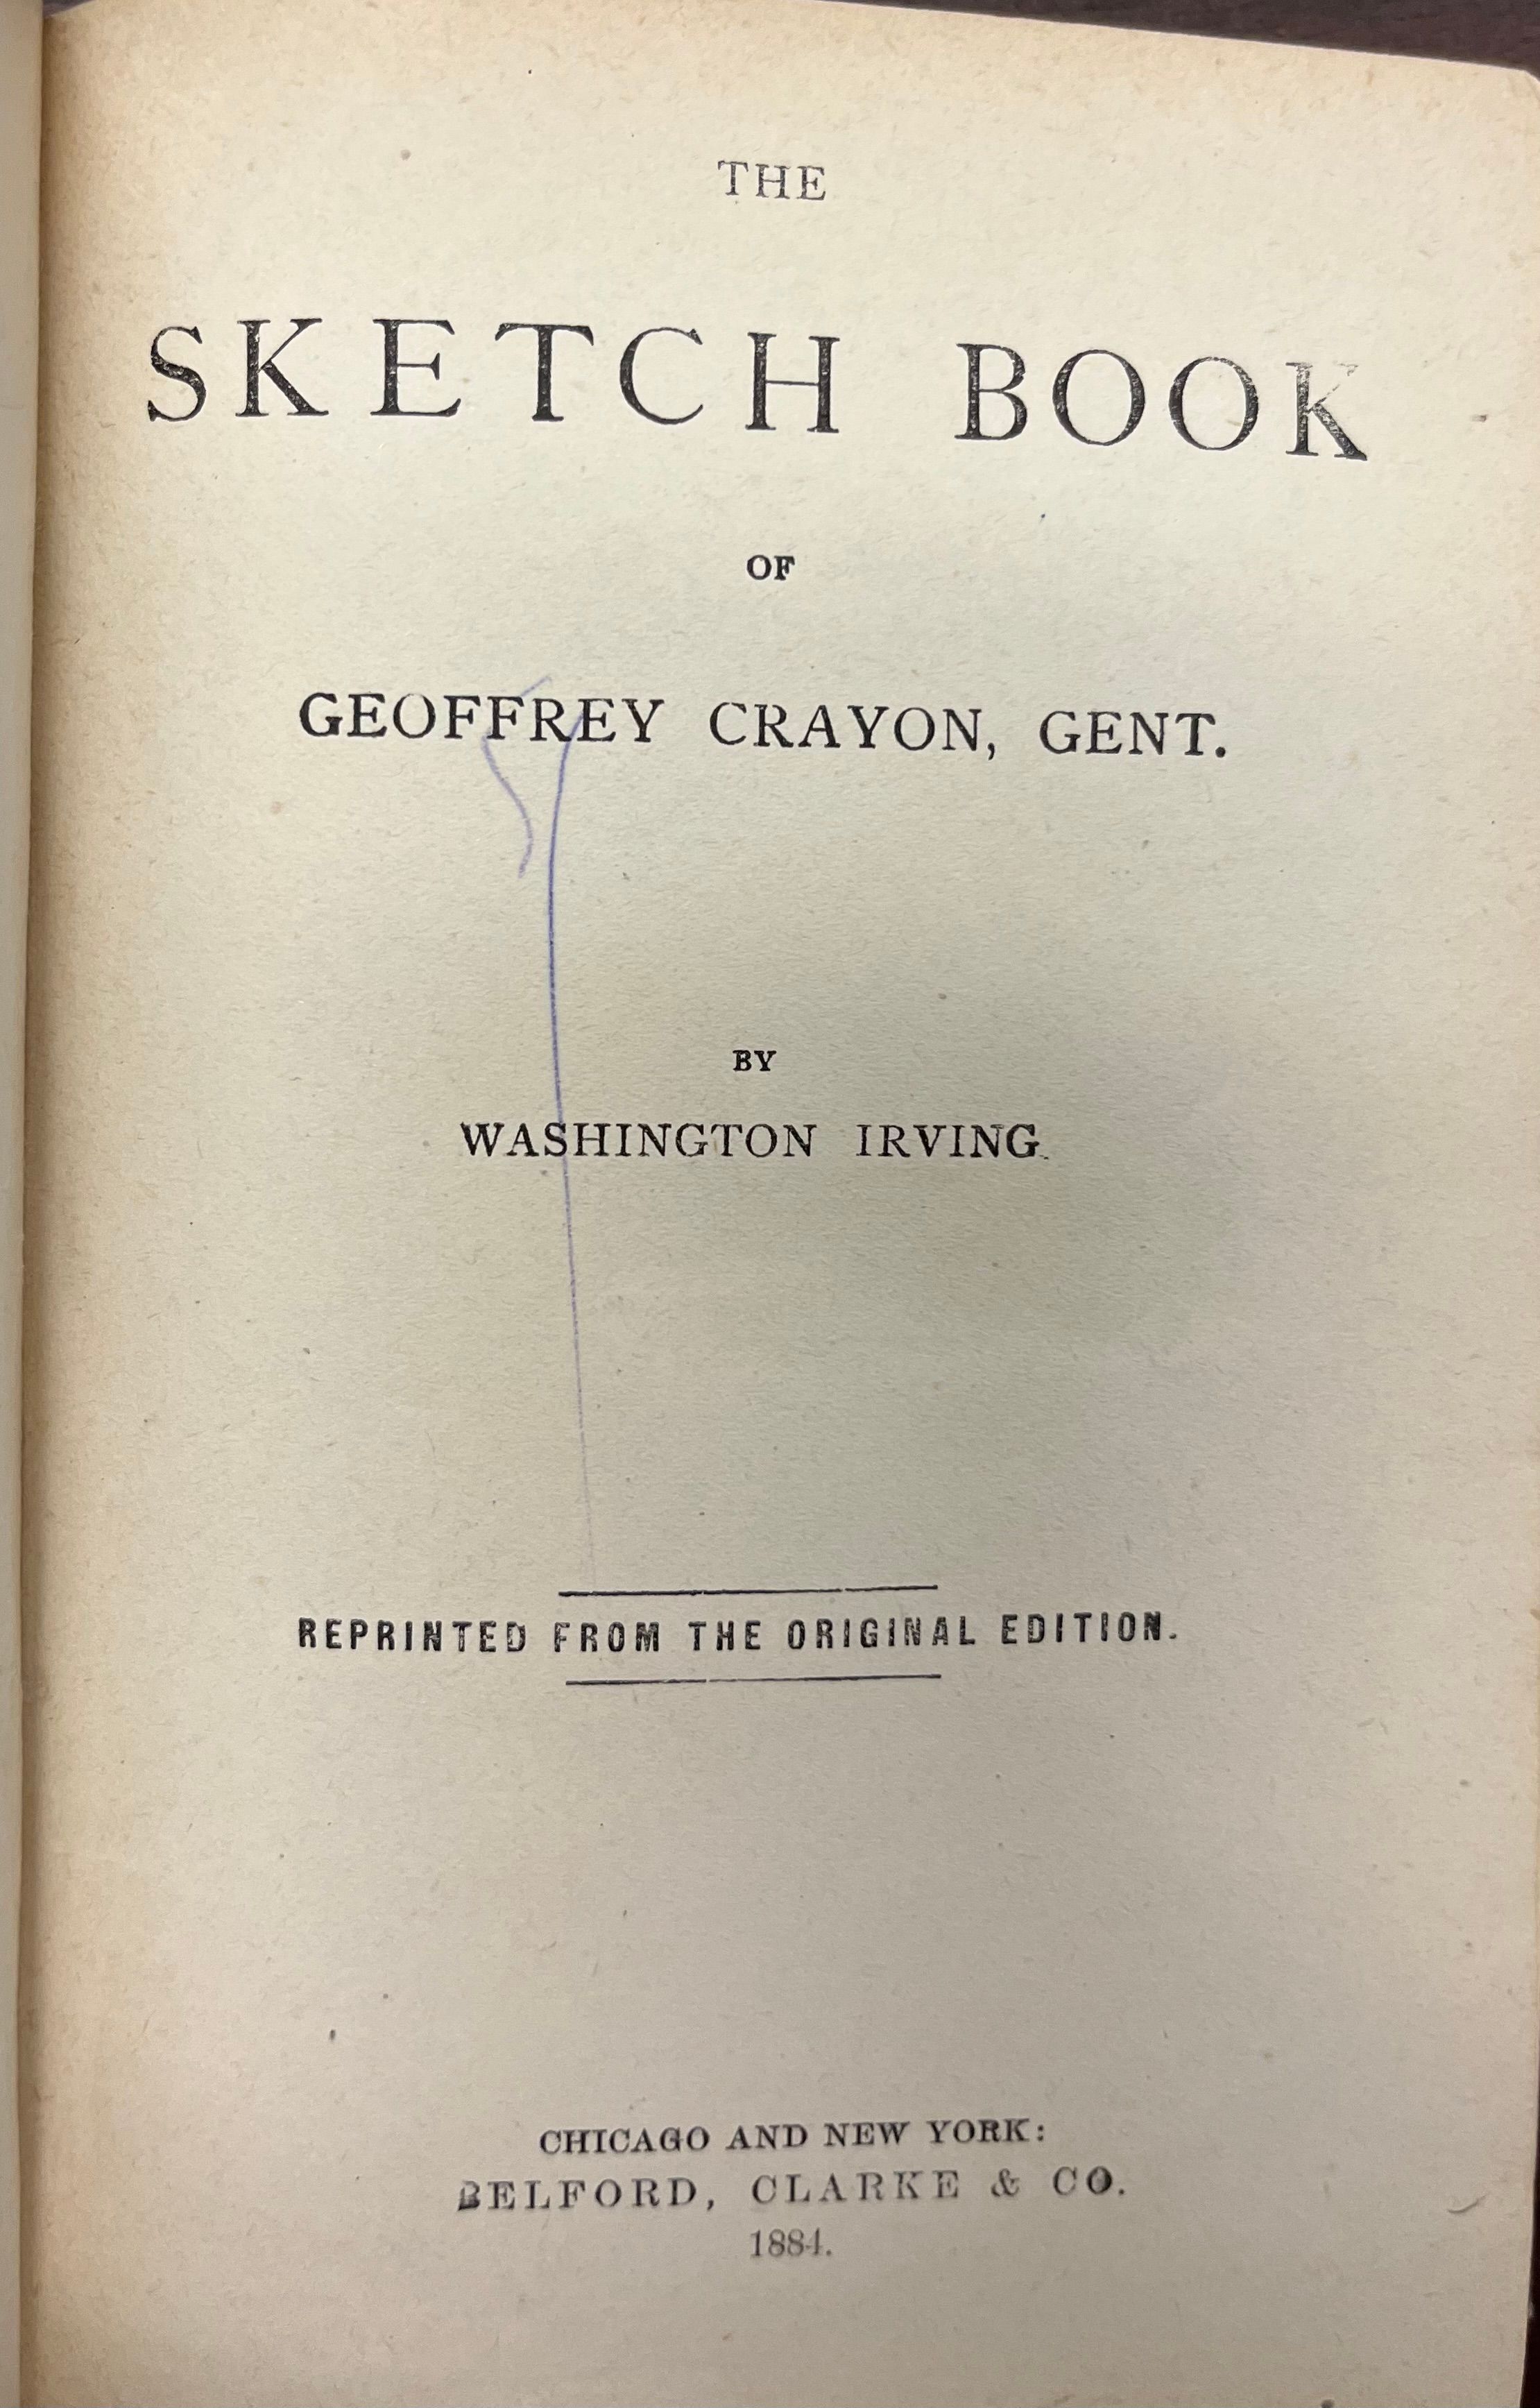 THE
SKETCH BOOK
OF
GEOFFREY CRAYON, GENT.
BY
WASHINGTON IRVING.
REPRINTED FROM THE ORIGINAL EDITION.
CHICAGO AND NEW YORK:
BELFORD, CLARKE & CO.
1884.